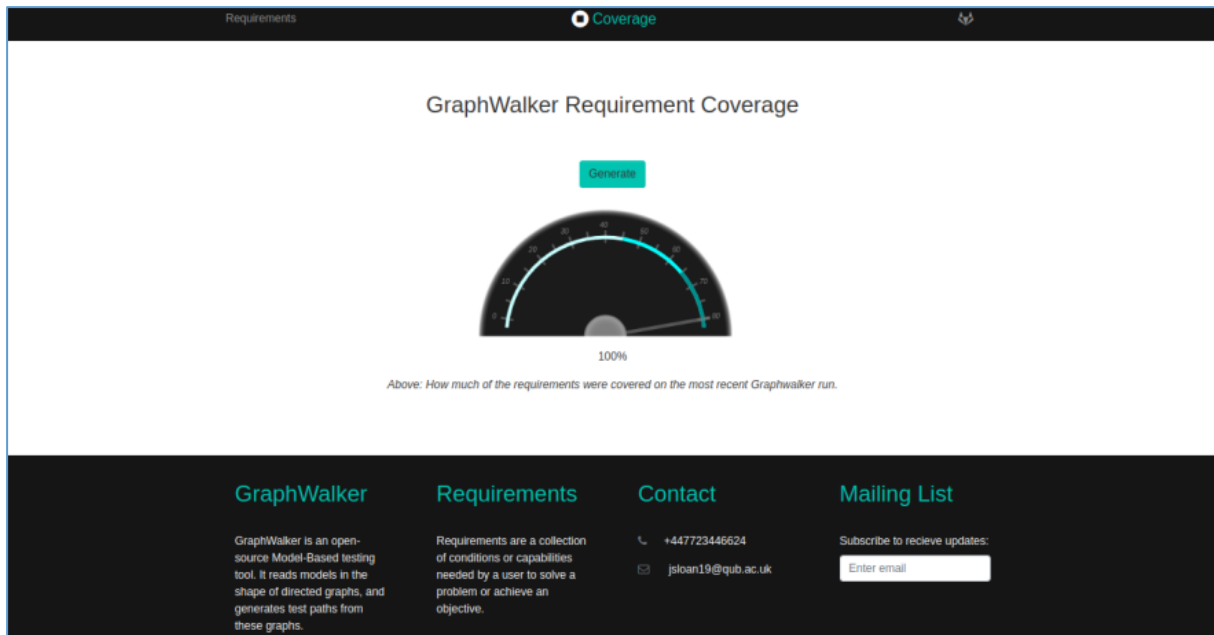 Requirements
Coverage
GraphWalker Requirement Coverage
Generate
0
10
20
30
40
50
60
70
80
100%
Above: How much of the requirements were covered on the most recent Graphwalker run.
GraphWalker
GraphWalker is an open-
source Model-Based testing
tool. It reads models in the
shape of directed graphs, and
generates test paths from
these graphs.
Requirements
Requirements are a collection
of conditions or capabilities
needed by a user to solve a
problem or achieve an
objective.
Contact
+447723446624
jsloan19@qub.ac.uk
Mailing List
Subscribe to recieve updates:
Enter email